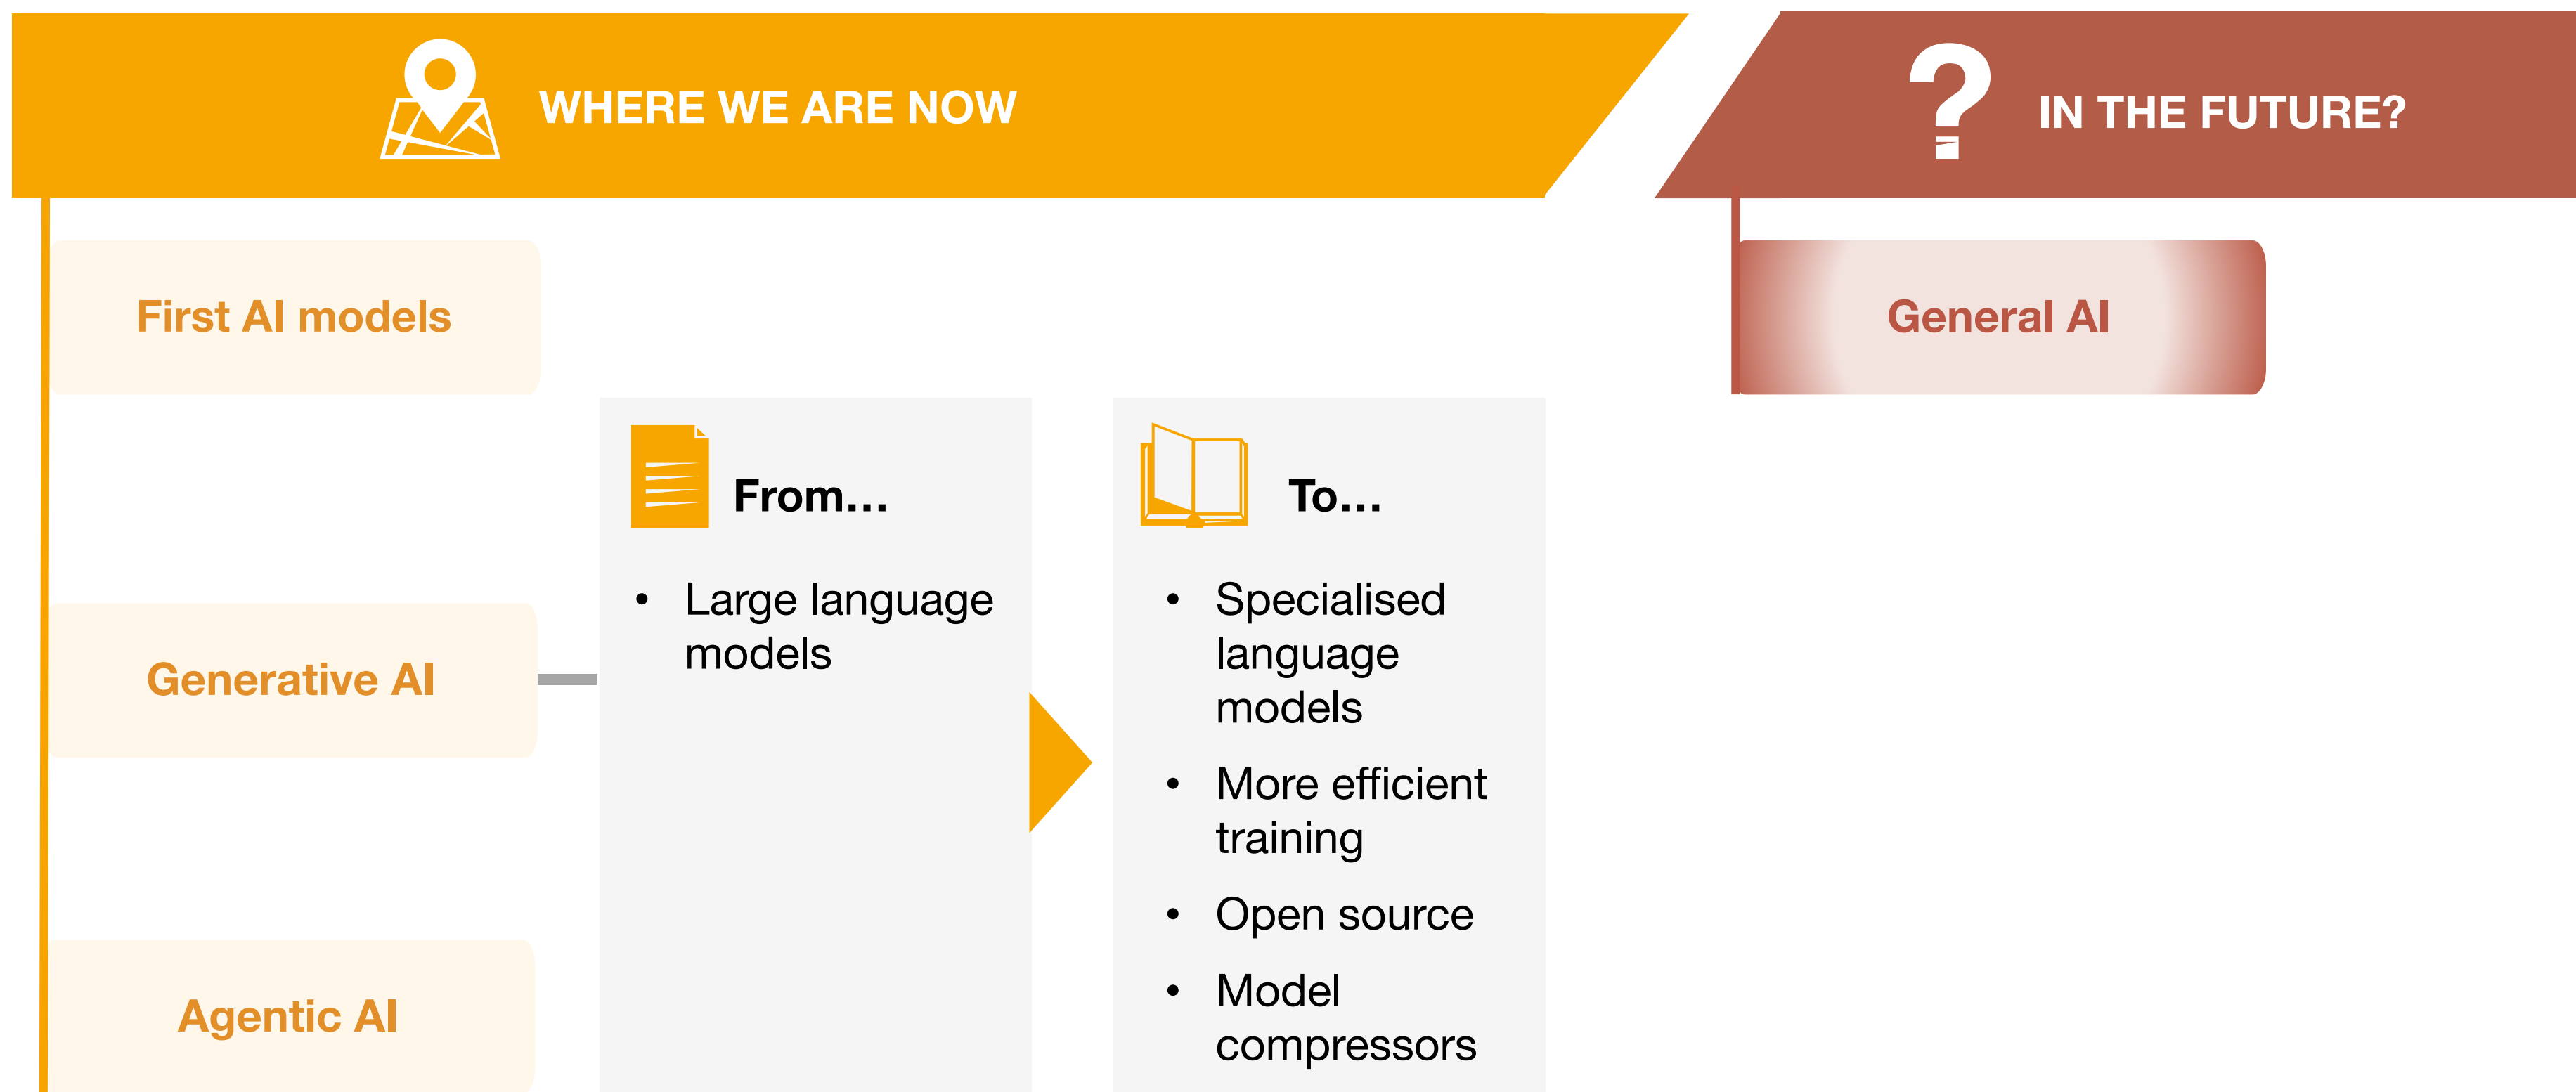 WHERE WE ARE NOW
IN THE FUTURE?
First AI models
General AI
From...
To...
Generative AI
• Large language
models
• Specialised
language
models
• More efficient
training
• Open source
• Model
compressors
Agentic AI